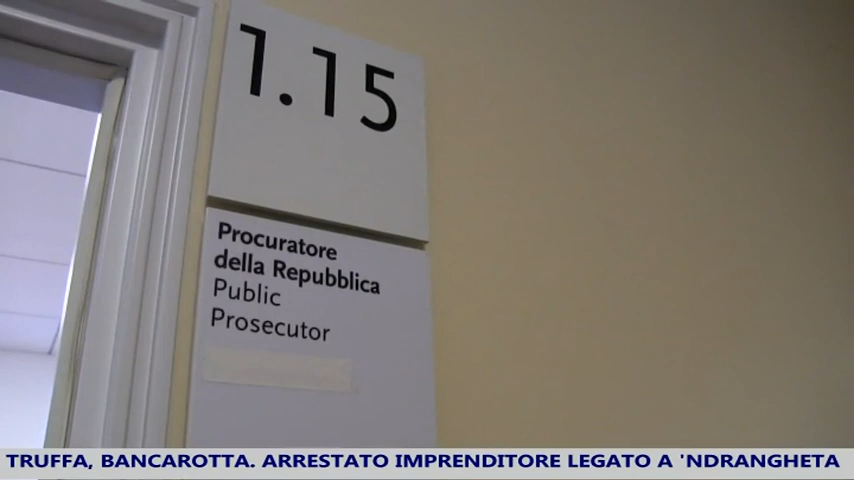 1.15
Procuratore
della Repubblica
Public
Prosecutor
TRUFFA, BANCAROTTA. ARRESTATO IMPRENDITORE LEGATO A 'NDRANGHETA